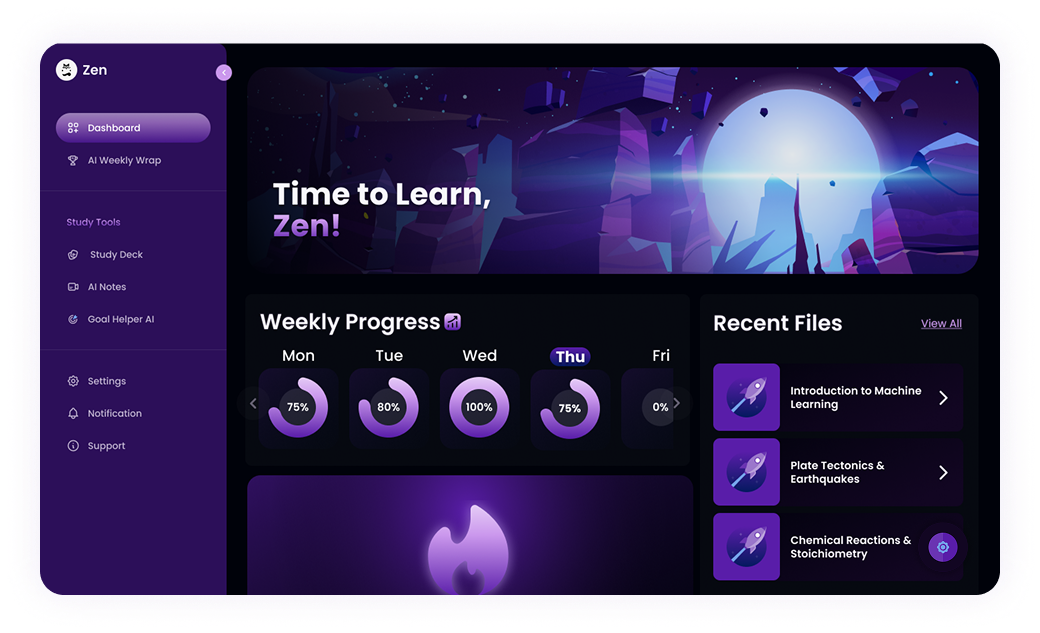 Zen
Dashboard
AI Weekly Wrap
Study Tools
Study Deck
AI Notes
Goal Helper AI
Settings
Notification
Support
Time to Learn,
Zen!
Weekly Progress
Mon Tue Wed Thu Fri
75% 80% 100% 75% 0%
Recent Files
View All
Introduction to Machine
Learning
Plate Tectonics &
Earthquakes
Chemical Reactions &
Stoichiometry